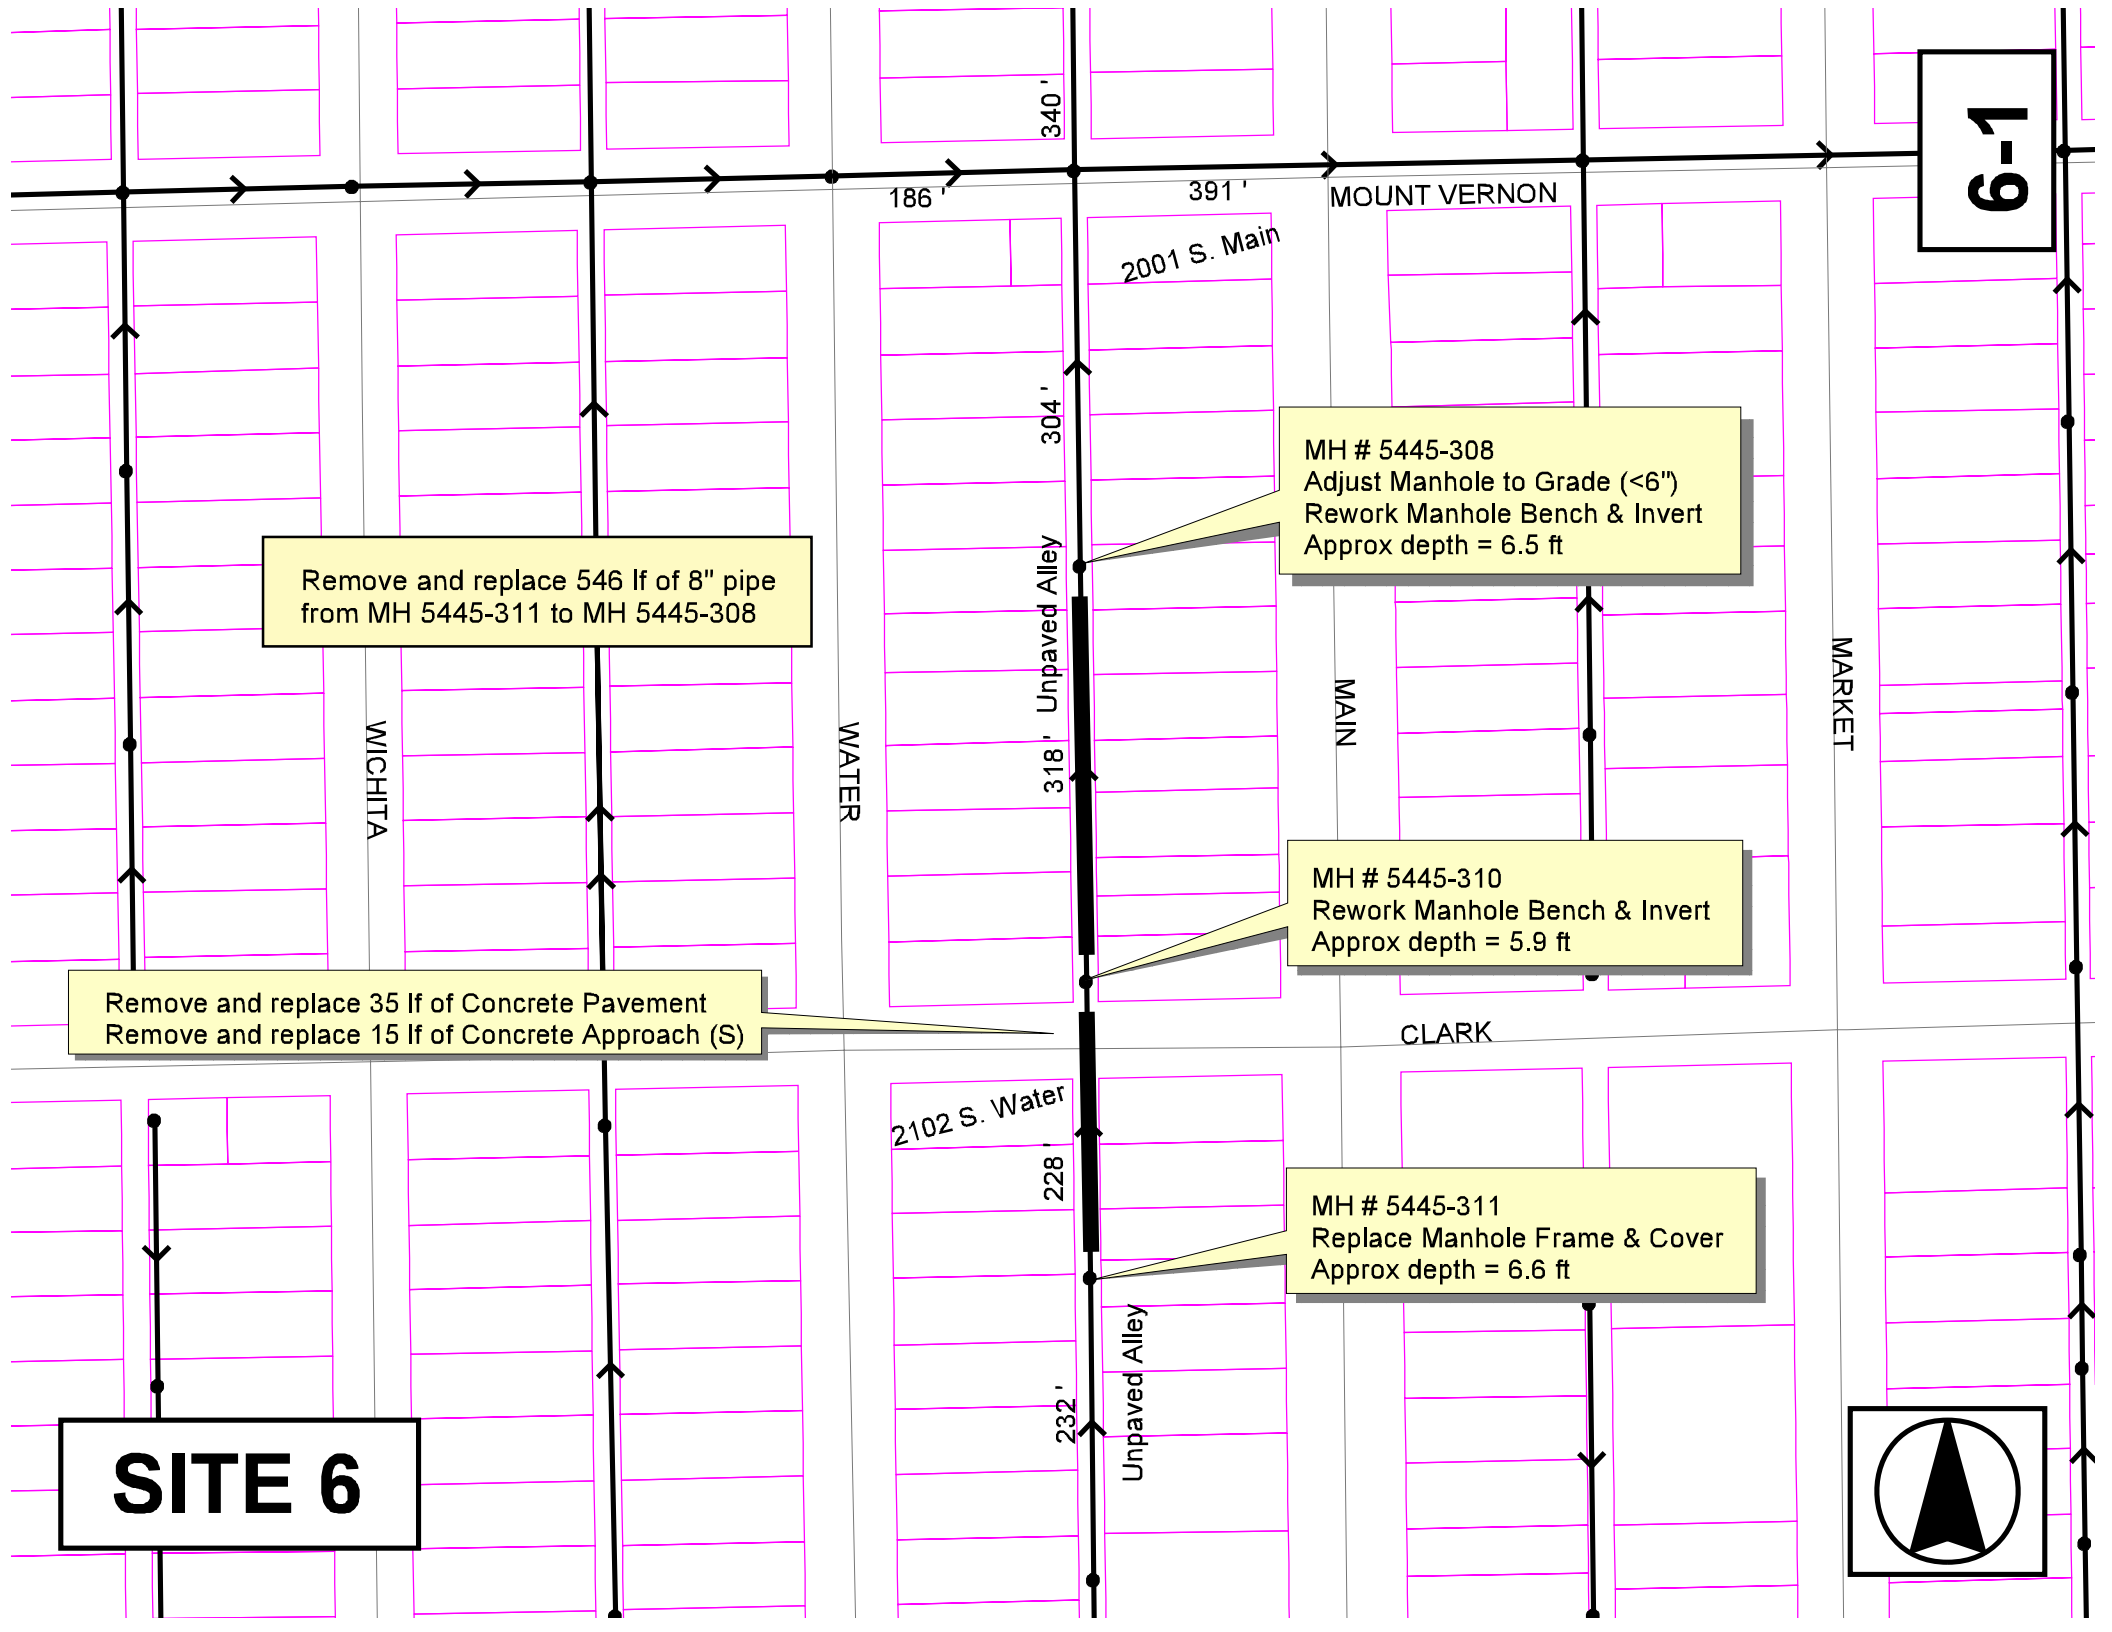 340 '
6-1
186 '
391 '
MOUNT VERNON
2001 S. Main
304 '
MH # 5445-308
Adjust Manhole to Grade (<6")
Rework Manhole Bench & Invert
Approx depth = 6.5 ft
Remove and replace 546 lf of 8" pipe
from MH 5445-311 to MH 5445-308
Unpaved Alley
318 '
WICHITA
WATER
MAIN
MARKET
MH # 5445-310
Rework Manhole Bench & Invert
Approx depth = 5.9 ft
Remove and replace 35 lf of Concrete Pavement
Remove and replace 15 lf of Concrete Approach (S)
CLARK
2102 S. Water
228 '
MH # 5445-311
Replace Manhole Frame & Cover
Approx depth = 6.6 ft
Unpaved Alley
232 '
SITE 6